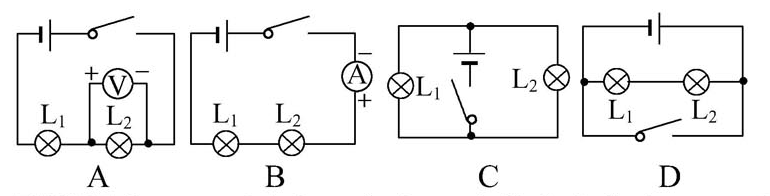 + V −
L₁ L₂
A
− A +
L₁ L₂
B
L₁ L₂
C
L₁ L₂
D